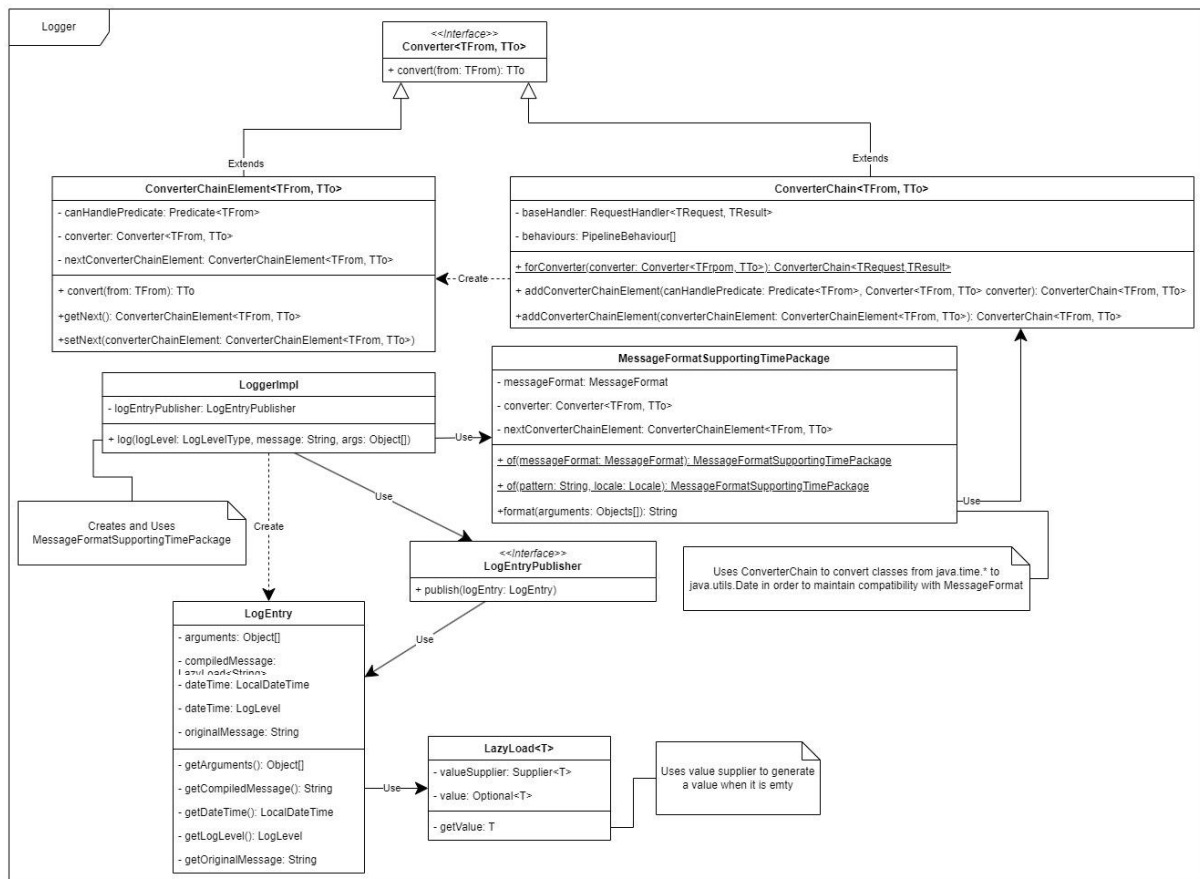 Logger
<<Interface>>
Converter<TFrom, TTo>
+ convert(from: TFrom): TTo
Extends
Extends
ConverterChainElement<TFrom, TTo>
- canHandlePredicate: Predicate<TFrom>
- converter: Converter<TFrom, TTo>
- nextConverterChainElement: ConverterChainElement<TFrom, TTo>
+ convert(from: TFrom): TTo
+getNext(): ConverterChainElement<TFrom, TTo>
+setNext(converterChainElement: ConverterChainElement<TFrom, TTo>)
Create
ConverterChain<TFrom, TTo>
- baseHandler: RequestHandler<TRequest, TResult>
- behaviours: PipelineBehaviour[]
+ forConverter(converter: Converter<TFrpom, TTo>): ConverterChain<TRequest,TResult>
+ addConverterChainElement(canHandlePredicate: Predicate<TFrom>, Converter<TFrom, TTo> converter): ConverterChain<TFrom, TTo>
+addConverterChainElement(converterChainElement: ConverterChainElement<TFrom, TTo>): ConverterChain<TFrom, TTo>
LoggerImpl
- logEntryPublisher: LogEntryPublisher
+ log(logLevel: LogLevelType, message: String, args: Object[])
Use
MessageFormatSupportingTimePackage
- messageFormat: MessageFormat
- converter: Converter<TFrom, TTo>
- nextConverterChainElement: ConverterChainElement<TFrom, TTo>
+ of(messageFormat: MessageFormat): MessageFormatSupportingTimePackage
+ of(pattern: String, locale: Locale): MessageFormatSupportingTimePackage
+format(arguments: Objects[]): String
Use
Creates and Uses
MessageFormatSupportingTimePackage
Create
Use
<<Interface>>
LogEntryPublisher
+ publish(logEntry: LogEntry)
Uses ConverterChain to convert classes from java.time.* to
java.utils.Date in order to maintain compatibility with MessageFormat
Use
LogEntry
- arguments: Object[]
- compiledMessage:
LazyLoad<String>
- dateTime: LocalDateTime
- dateTime: LogLevel
- originalMessage: String
- getArguments(): Object[]
- getCompiledMessage(): String
- getDateTime(): LocalDateTime
- getLogLevel(): LogLevel
- getOriginalMessage: String
Use
LazyLoad<T>
- valueSupplier: Supplier<T>
- value: Optional<T>
- getValue: T
Uses value supplier to generate
a value when it is emty